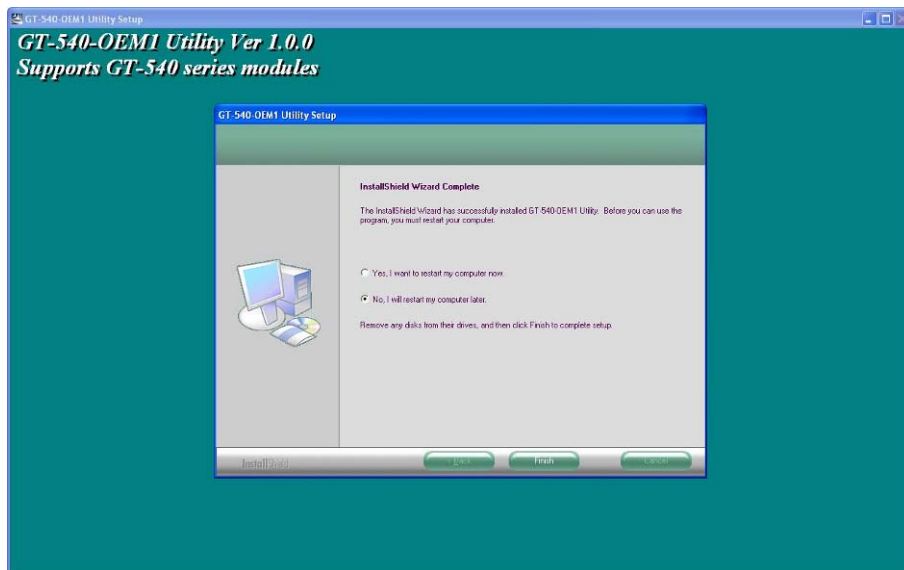 GT-540-OEM1 Utility Setup
GT-540-OEM1 Utility Ver 1.0.0
Supports GT-540 series modules
GT-540-OEM1 Utility Setup
InstallShield Wizard Complete
The InstallShield Wizard has successfully installed GT-540-OEM1 Utility. Before you can use the
program, you must restart your computer.
Yes, I want to restart my computer now.
No, I will restart my computer later.
Remove any disks from their drives, and then click Finish to complete setup.
InstallShield
< Back Finish Cancel